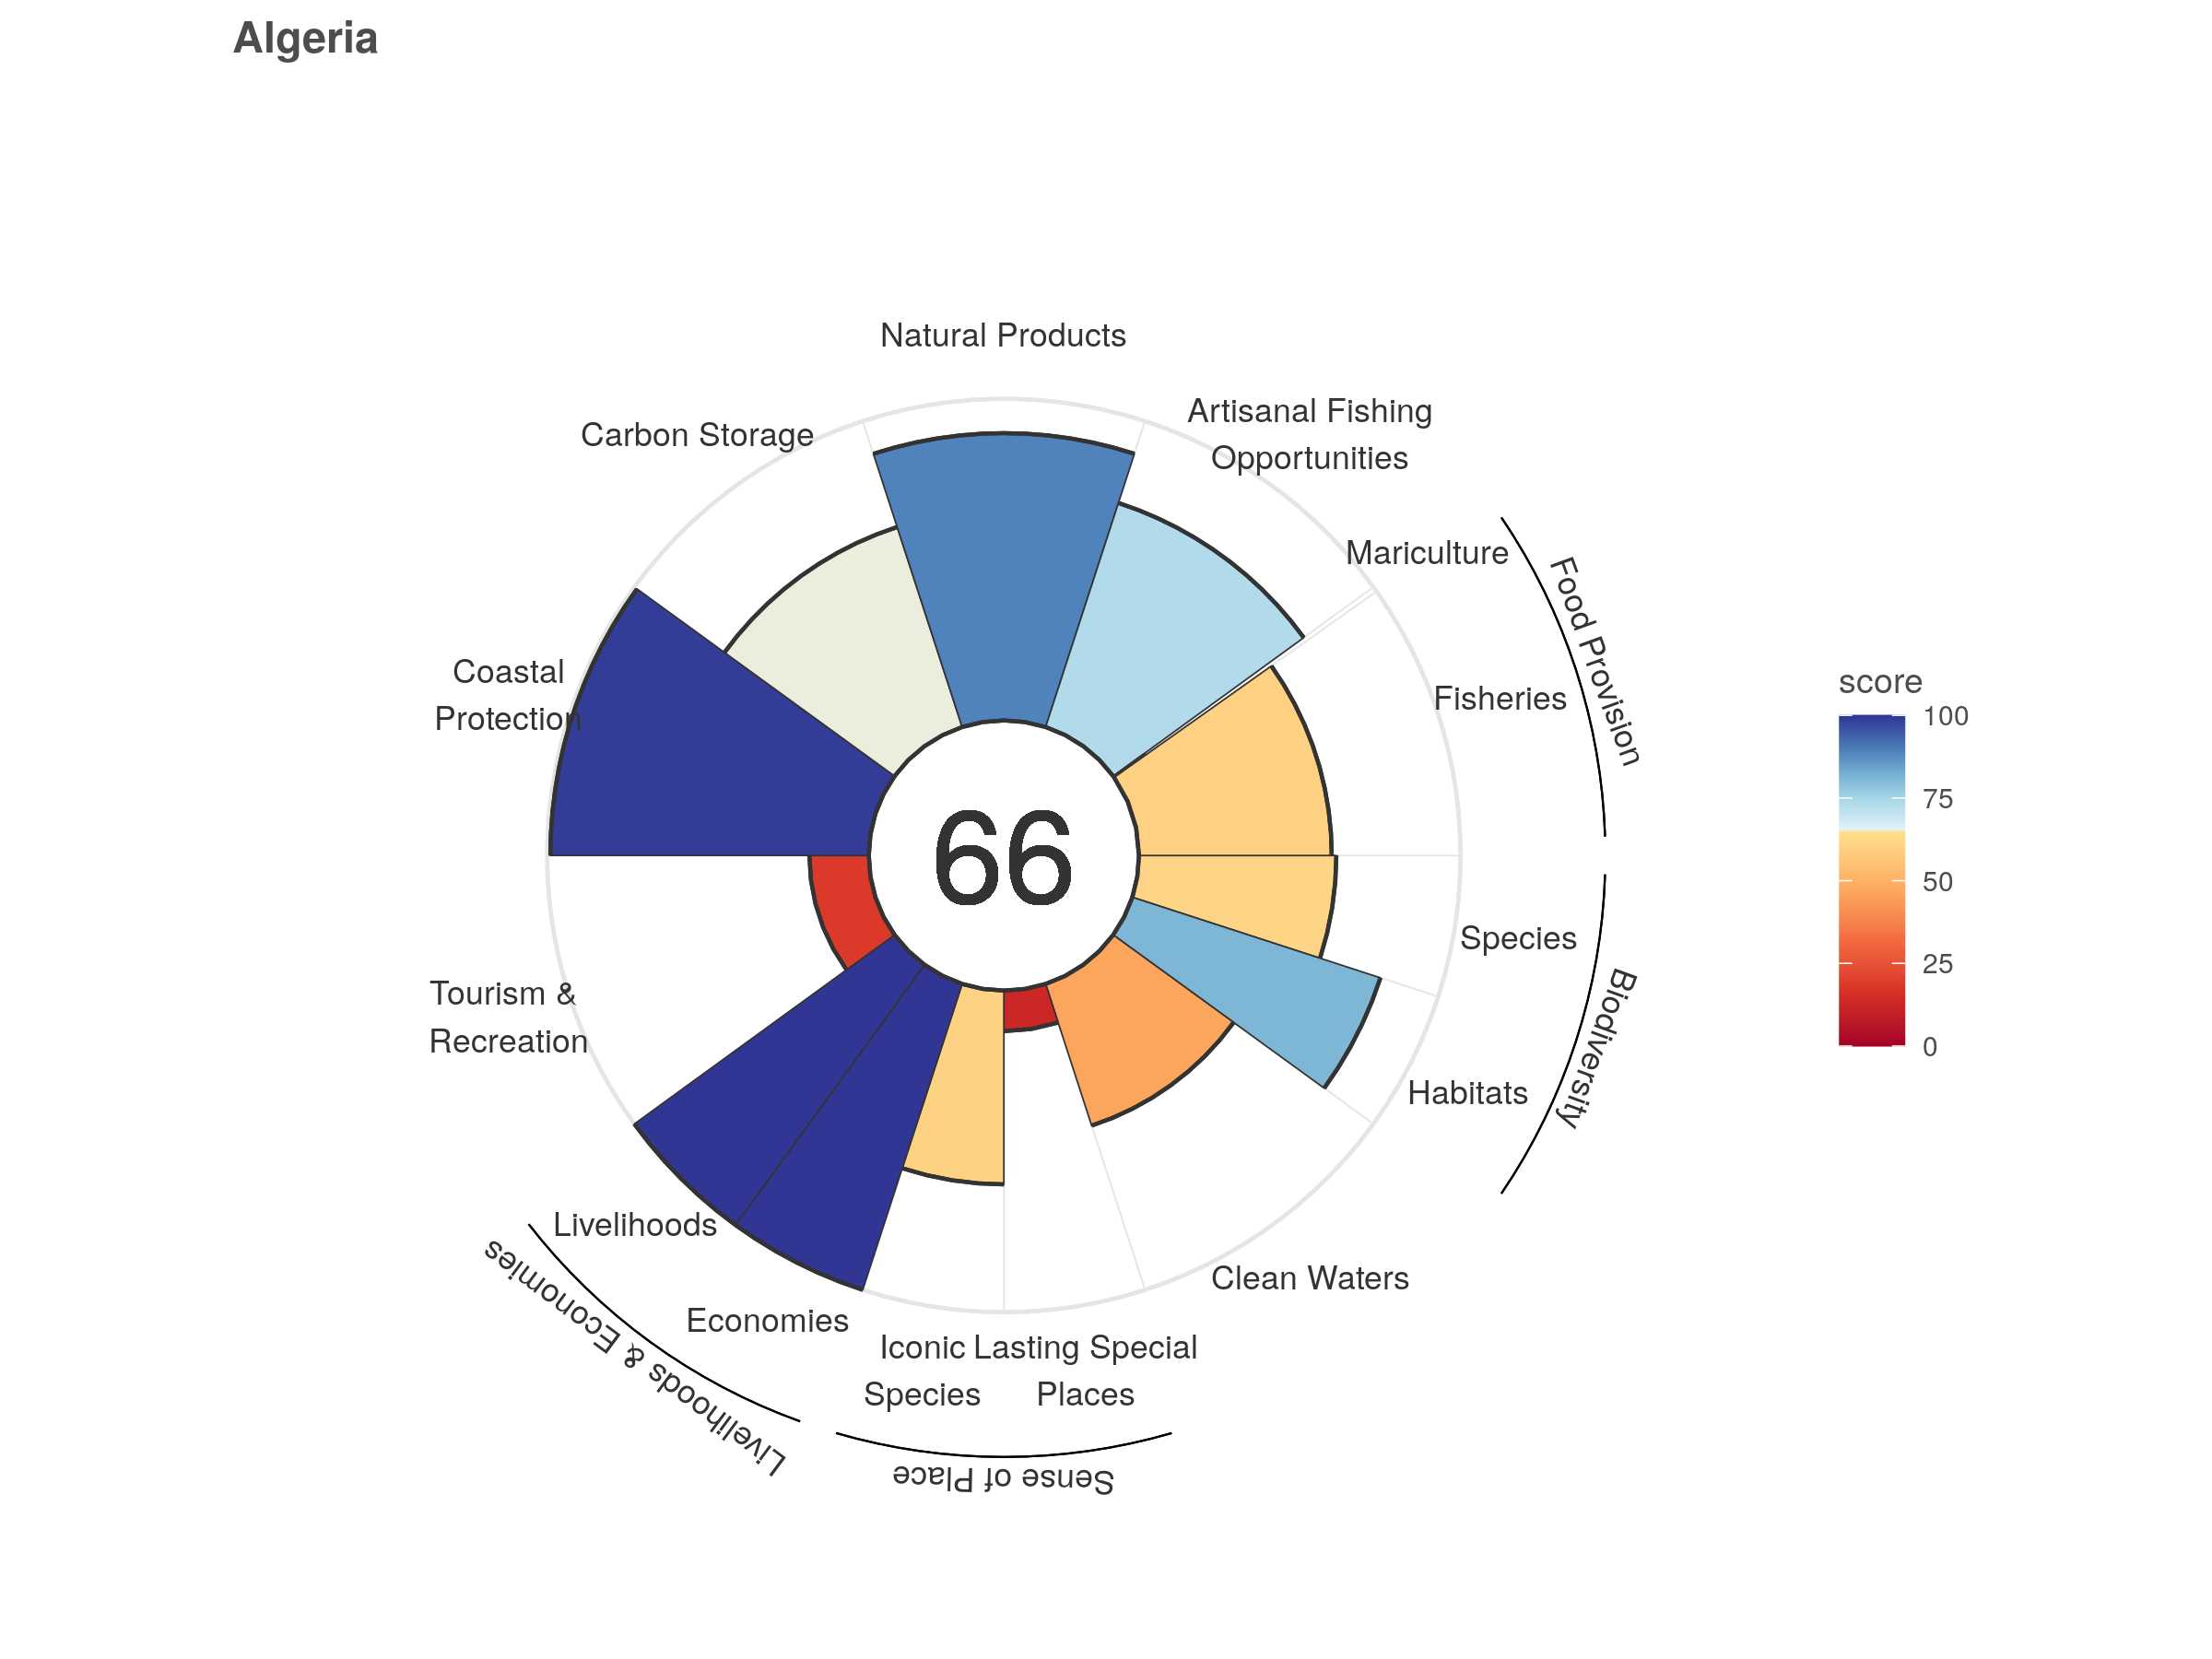 Algeria
Natural Products
Artisanal Fishing
Opportunities
Carbon Storage
Mariculture
Food Provision
Fisheries
Coastal
Protection
score
100
75
50
25
0
66
Species
Biodiversity
Tourism &
Recreation
Habitats
Livelihoods
Clean Waters
Economies
Livelihoods & Economies
Iconic
Species
Lasting Special
Places
Sense of Place